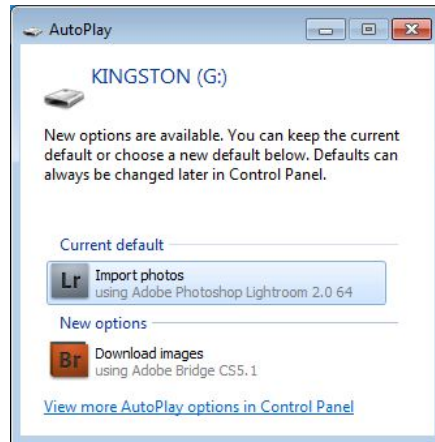 AutoPlay
KINGSTON (G:)
New options are available. You can keep the current
default or choose a new default below. Defaults can
always be changed later in Control Panel.
Current default
Lr Import photos
using Adobe Photoshop Lightroom 2.0 64
New options
Br Download images
using Adobe Bridge CS5.1
View more AutoPlay options in Control Panel